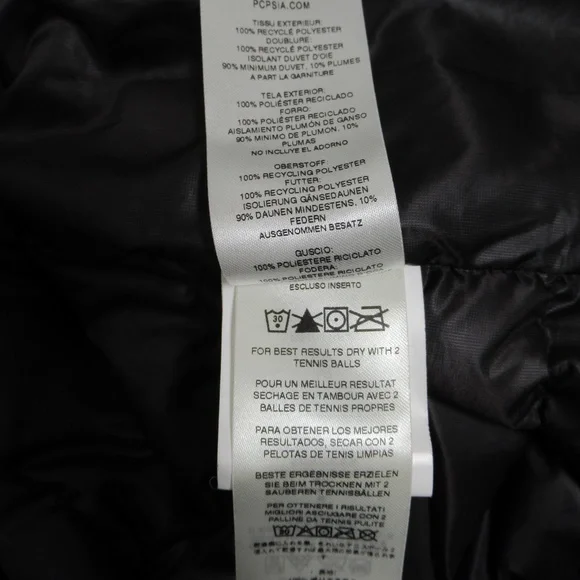 PCPSIA.COM
TISSU EXTERIEUR:
100% RECYCLÉ POLYESTER
DOUBLURE:
100% RECYCLÉ POLYESTER
ISOLANT DUVET D'OIE
90% MINIMUM DUVET, 10% PLUMES
A PART LA GARNITURE
TELA EXTERIOR:
100% POLIÉSTER RECICLADO
FORRO:
100% POLIÉSTER RECICLADO
AISLAMIENTO PLUMÓN DE GANSO
90% MINIMO DE PLUMON, 10%
PLUMAS
NO INCLUYE EL ADORNO
OBERSTOFF:
100% RECYCLING POLYESTER
FUTTER:
100% RECYCLING POLYESTER
ISOLIERUNG GÄNSEDAUNEN
90% DAUNEN MINDESTENS, 10%
FEDERN
AUSGENOMMEN BESATZ
GUSCIO:
100% POLIESTERE RICICLATO
FODERA:
100% POLIESTERE RICICLATO
ESCLUSO INSERTO
30
FOR BEST RESULTS DRY WITH 2
TENNIS BALLS
POUR UN MEILLEUR RESULTAT
SECHAGE EN TAMBOUR AVEC 2
BALLES DE TENNIS PROPRES
PARA OBTENER LOS MEJORES
RESULTADOS, SECAR CON 2
PELOTAS DE TENIS LIMPIAS
BESTE ERGEBNISSE ERZIELEN
SIE BEIM TROCKNEN MIT 2
SAUBEREN TENNISBÄLLEN
PER OTTENERE I RISULTATI
MIGLIORI ASCIUGARE CON 2
PALLINE DA TENNIS PULITE